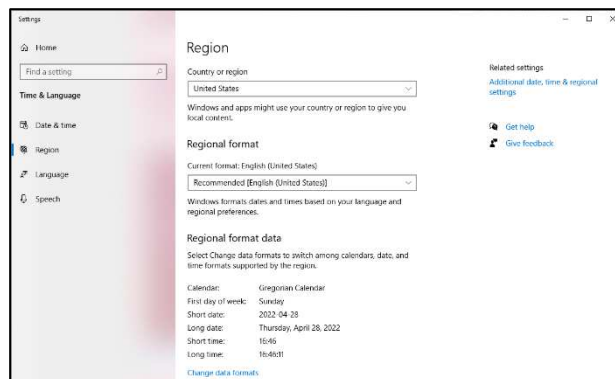 Settings
Home
Find a setting
Time & Language
Date & time
Region
Language
Speech
Region
Country or region
United States
Windows and apps might use your country or region to give you
local content.
Regional format
Current format: English (United States)
Recommended [English (United States)]
Windows formats dates and times based on your language and
regional preferences.
Regional format data
Select Change data formats to switch among calendars, date, and
time formats supported by the region.
Calendar: Gregorian Calendar
First day of week: Sunday
Short date: 2022-04-28
Long date: Thursday, April 28, 2022
Short time: 16:46
Long time: 16:46:11
Change data formats
Related settings
Additional date, time & regional
settings
Get help
Give feedback